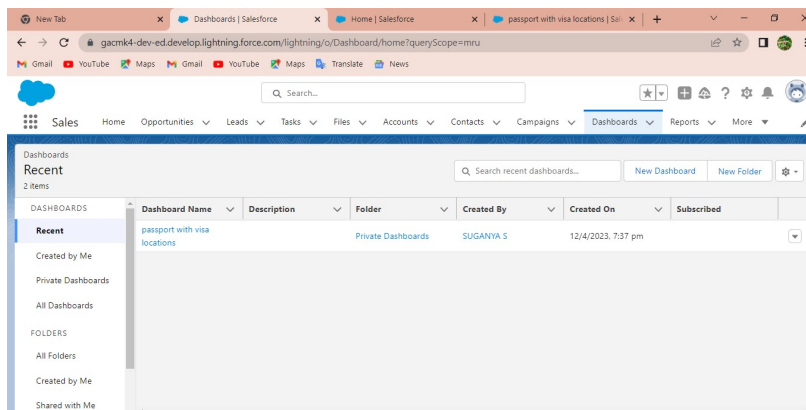 New Tab
Dashboards | Salesforce
Home | Salesforce
passport with visa locations | Sal
gacmk4-dev-ed.develop.lightning.force.com/lightning/o/Dashboard/home?queryScope=mru
Gmail YouTube Maps Gmail YouTube Maps Translate News
Search...
Sales Home Opportunities Leads Tasks Files Accounts Contacts Campaigns Dashboards Reports More
Dashboards
Recent
2 items
Search recent dashboards...
New Dashboard
New Folder
DASHBOARDS
Recent
Created by Me
Private Dashboards
All Dashboards
FOLDERS
All Folders
Created by Me
Shared with Me
Dashboard Name Description Folder Created By Created On Subscribed
passport with visa
locations
Private Dashboards SUGANYA S 12/4/2023, 7:37 pm